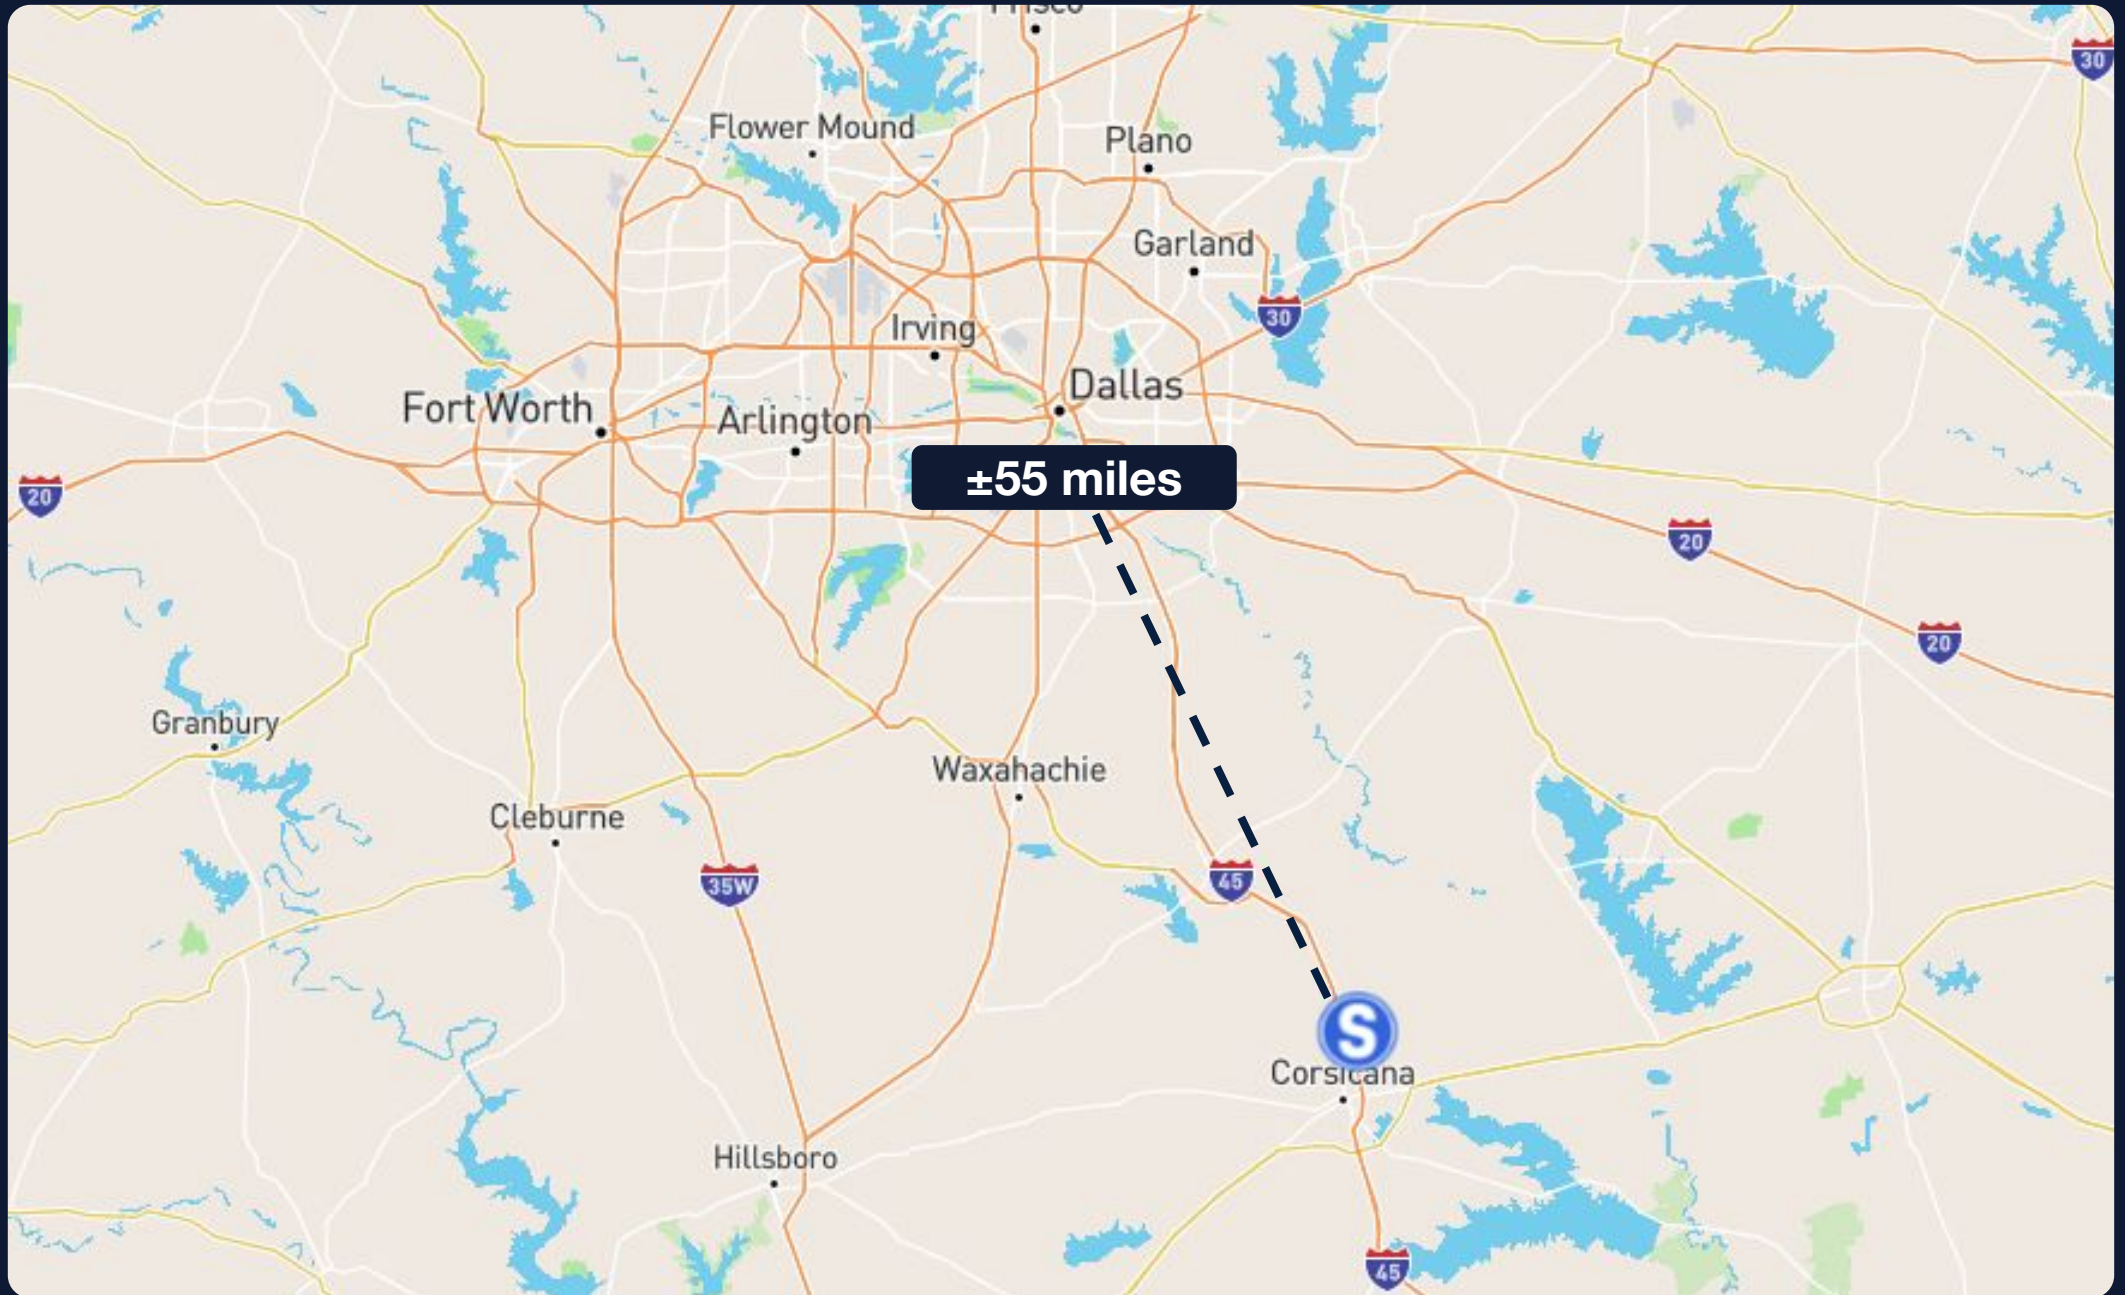 Frisco
30
Flower Mound
Plano
Garland
30
Irving
Dallas
Fort Worth
Arlington
±55 miles
20
20
20
Granbury
Waxahachie
Cleburne
35W
45
S
Corsicana
Hillsboro
45